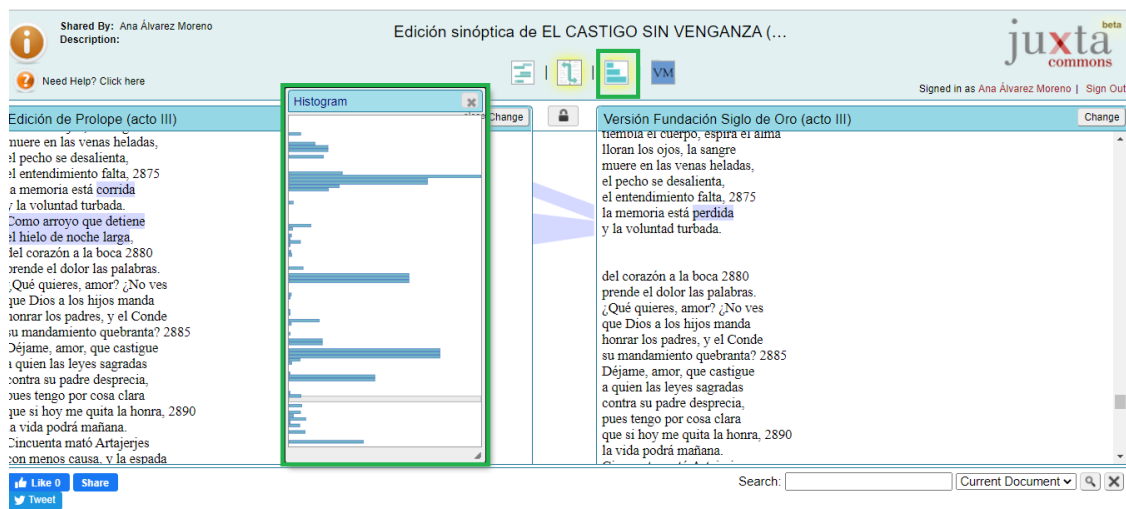 Shared By: Ana Álvarez Moreno
Description:
Need Help? Click here
Edición sinóptica de EL CASTIGO SIN VENGANZA (…
VM
juxta
beta
commons
Signed in as Ana Álvarez Moreno | Sign Out
Edición de Prolope (acto III)
Change
muere en las venas heladas,
el pecho se desalienta,
el entendimiento falta, 2875
a memoria está corrida
y la voluntad turbada.
Como arroyo que detiene
el hielo de noche larga,
del corazón a la boca 2880
prende el dolor las palabras.
¿Qué quieres, amor? ¿No ves
que Dios a los hijos manda
honrar los padres, y el Conde
su mandamiento quebranta? 2885
Déjame, amor, que castigue
a quien las leyes sagradas
contra su padre desprecia,
pues tengo por cosa clara
que si hoy me quita la honra, 2890
a vida podrá mañana.
Cincuenta mató Artajerjes
con menos causa, y la espada
Histogram
Versión Fundación Siglo de Oro (acto III)
Change
tiembla el cuerpo, espira el alma
lloran los ojos, la sangre
muere en las venas heladas,
el pecho se desalienta,
el entendimiento falta, 2875
la memoria está perdida
y la voluntad turbada.
del corazón a la boca 2880
prende el dolor las palabras.
¿Qué quieres, amor? ¿No ves
que Dios a los hijos manda
honrar los padres, y el Conde
su mandamiento quebranta? 2885
Déjame, amor, que castigue
a quien las leyes sagradas
contra su padre desprecia,
pues tengo por cosa clara
que si hoy me quita la honra, 2890
la vida podrá mañana.
Like 0
Share
Tweet
Search:
Current Document